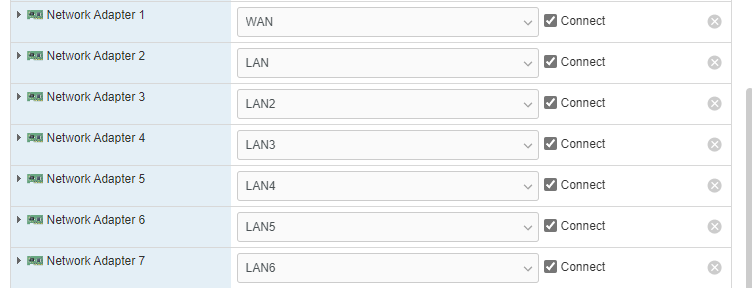 Network Adapter 1 WAN Connect
Network Adapter 2 LAN Connect
Network Adapter 3 LAN2 Connect
Network Adapter 4 LAN3 Connect
Network Adapter 5 LAN4 Connect
Network Adapter 6 LAN5 Connect
Network Adapter 7 LAN6 Connect